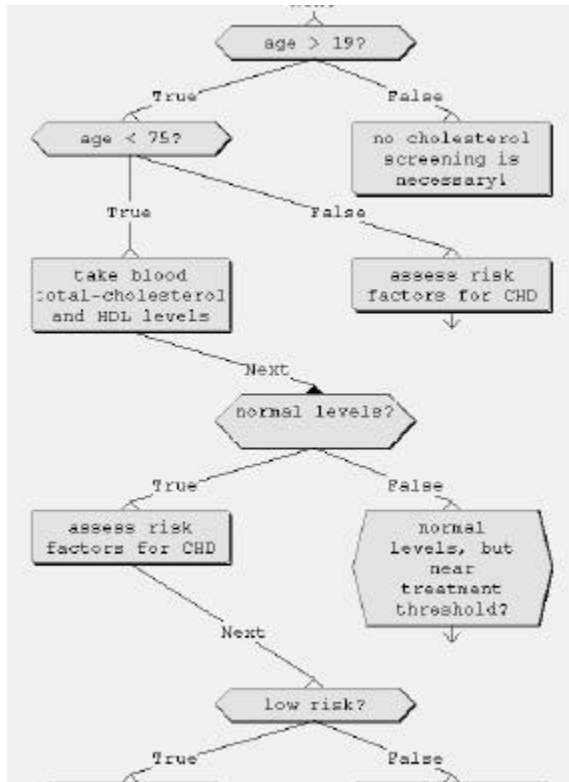 age > 19?
True
False
age < 75?
no cholesterol
screening is
necessary!
True
False
take blood
total-cholesterol
and HDL levels
assess risk
factors for CHD
Next
normal levels?
True
False
assess risk
factors for CHD
normal
levels, but
near
treatment
threshold?
Next
low risk?
True
False